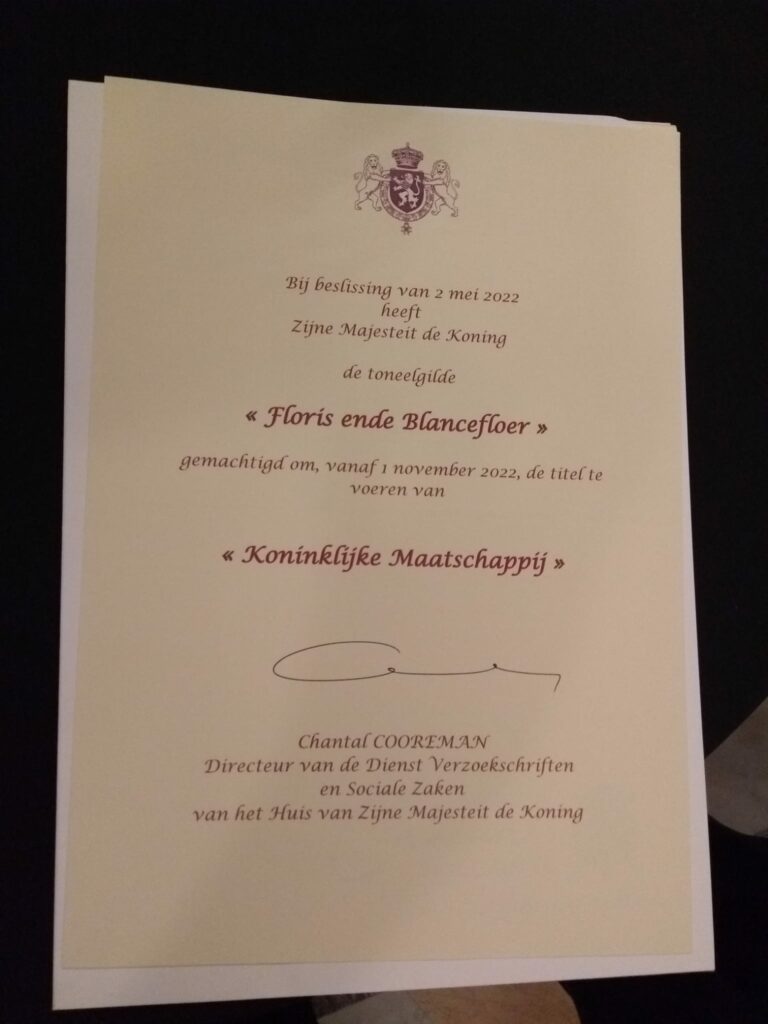 Bij beslissing van 2 mei 2022
heeft
Zijne Majesteit de Koning
de toneelgilde
« Floris ende Blancefloer »
gemachtigd om, vanaf 1 november 2022, de titel te
voeren van
« Koninklijke Maatschappij »
Chantal COOREMAN
Directeur van de Dienst Verzoekschriften
en Sociale Zaken
van het Huis van Zijne Majesteit de Koning